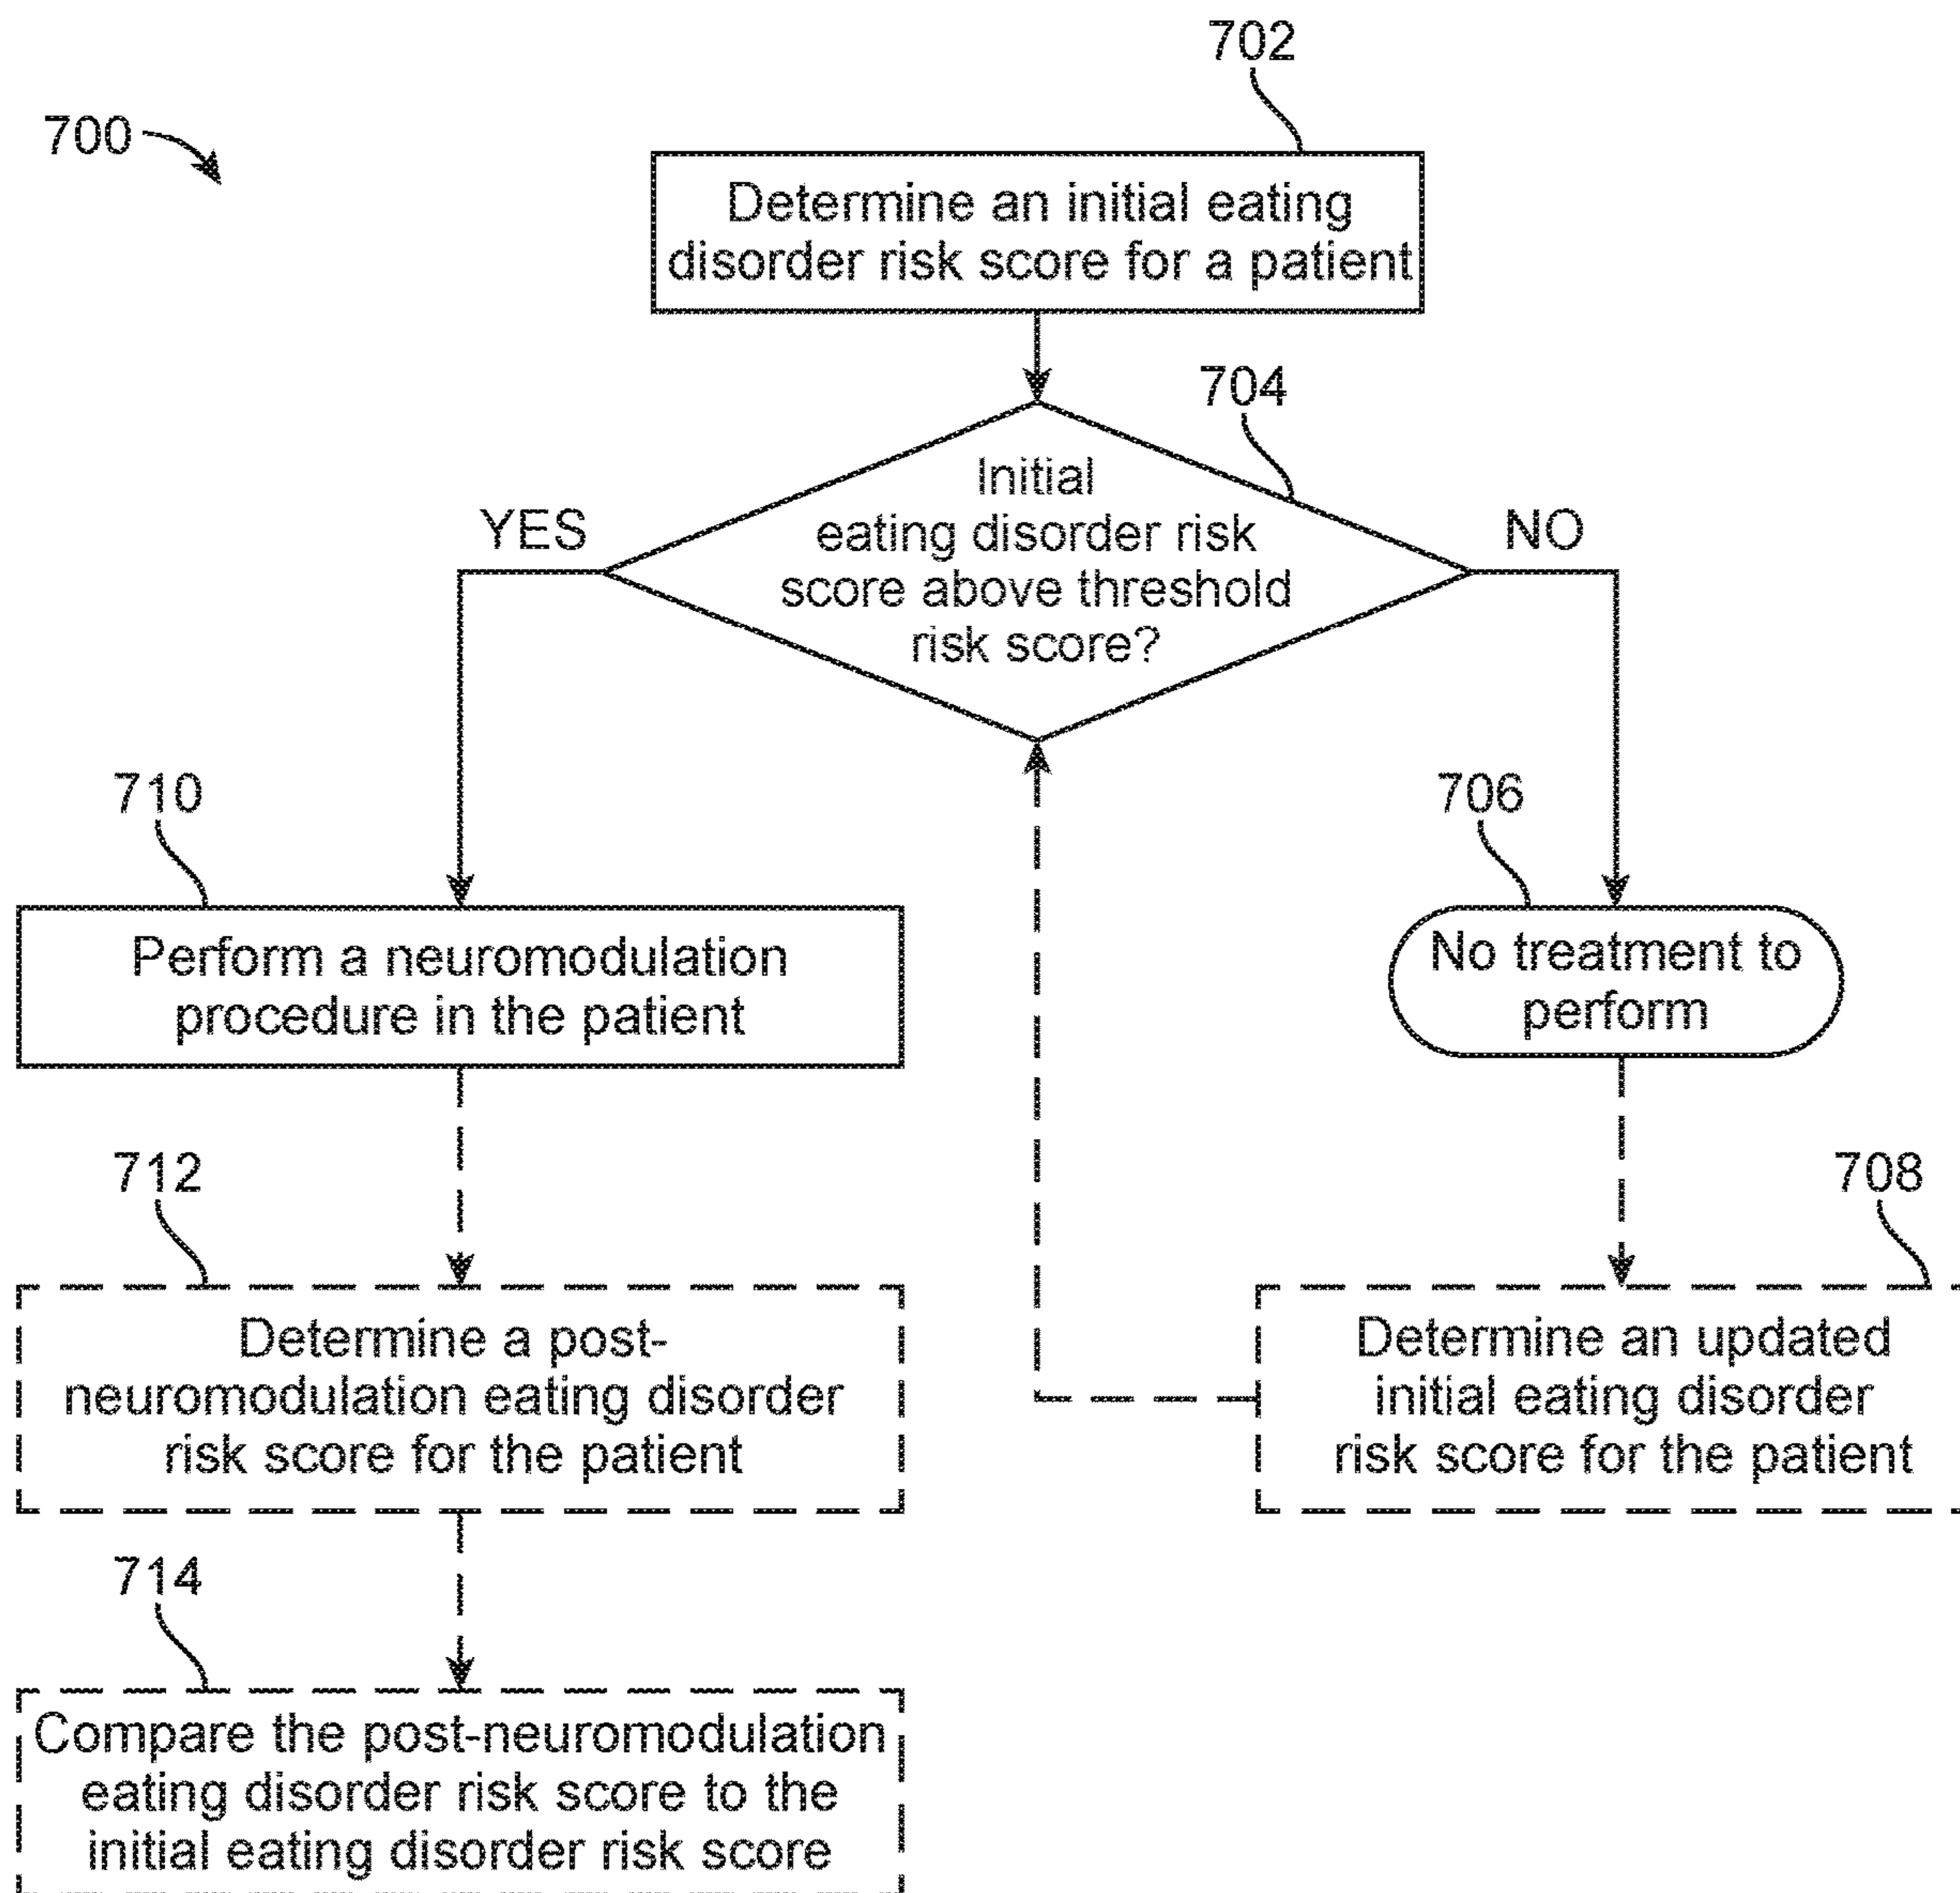 702
700
Determine an initial eating
disorder risk score for a patient
704
Initial
eating disorder risk
score above threshold
risk score?
YES
NO
710
706
Perform a neuromodulation
procedure in the patient
No treatment to
perform
712
708
Determine a post-
neuromodulation eating disorder
risk score for the patient
Determine an updated
initial eating disorder
risk score for the patient
714
Compare the post-neuromodulation
eating disorder risk score to the
initial eating disorder risk score